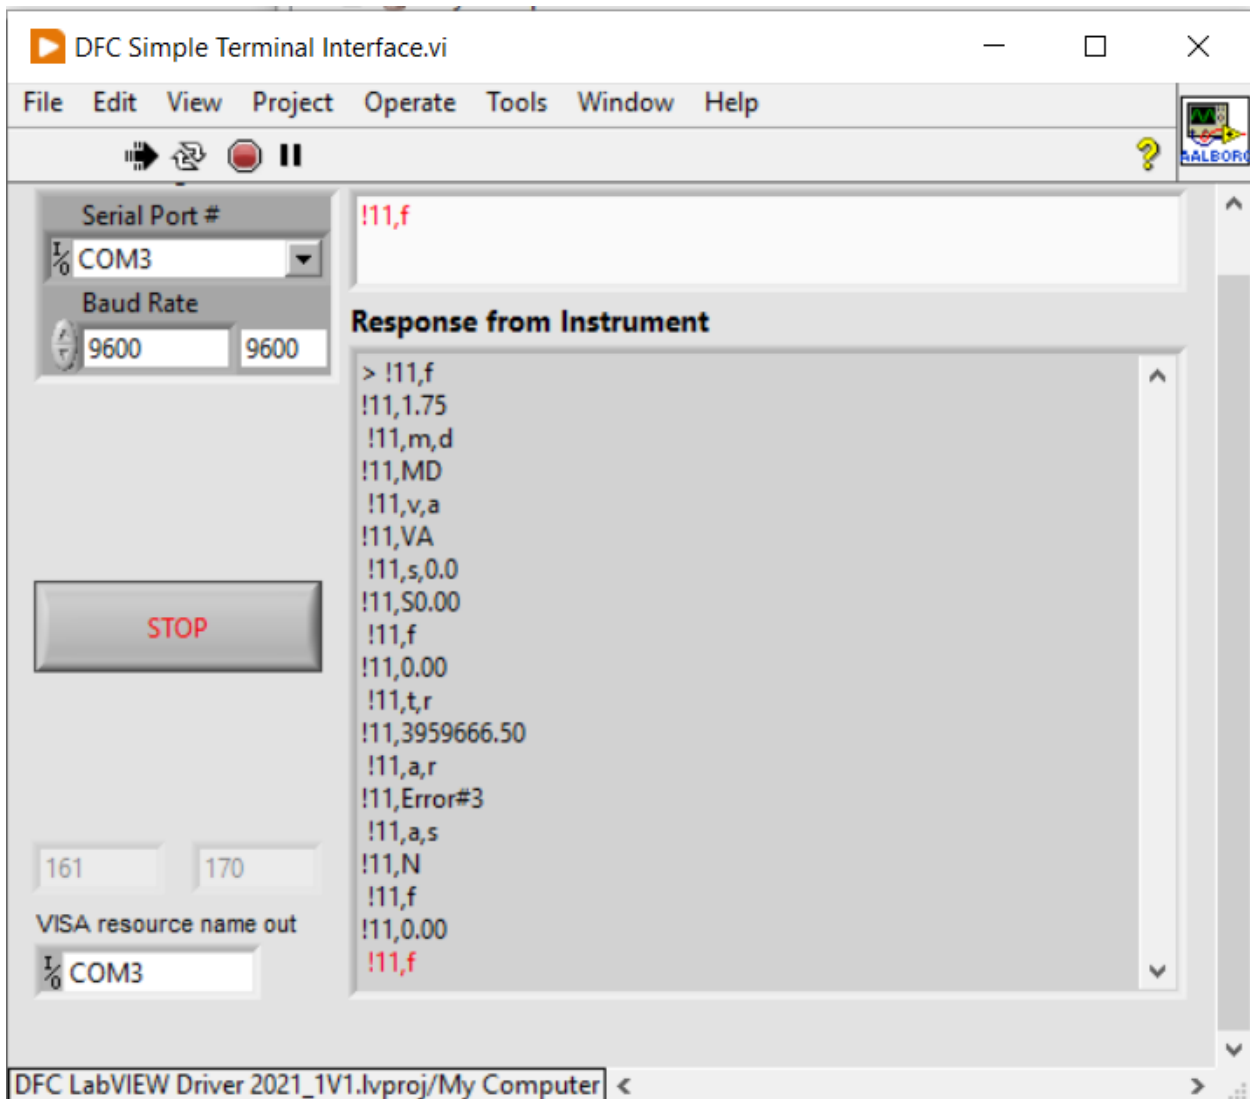 DFC Simple Terminal Interface.vi
File Edit View Project Operate Tools Window Help
AALBORG
Serial Port #
COM3
Baud Rate
9600 9600
!11,f
Response from Instrument
> !11,f
!11,1.75
!11,m,d
!11,MD
!11,v,a
!11,VA
!11,s,0.0
!11,S0.00
!11,f
!11,0.00
!11,t,r
!11,3959666.50
!11,a,r
!11,Error#3
!11,a,s
!11,N
!11,f
!11,0.00
!11,f
STOP
161 170
VISA resource name out
COM3
DFC LabVIEW Driver 2021_1V1.lvproj/My Computer